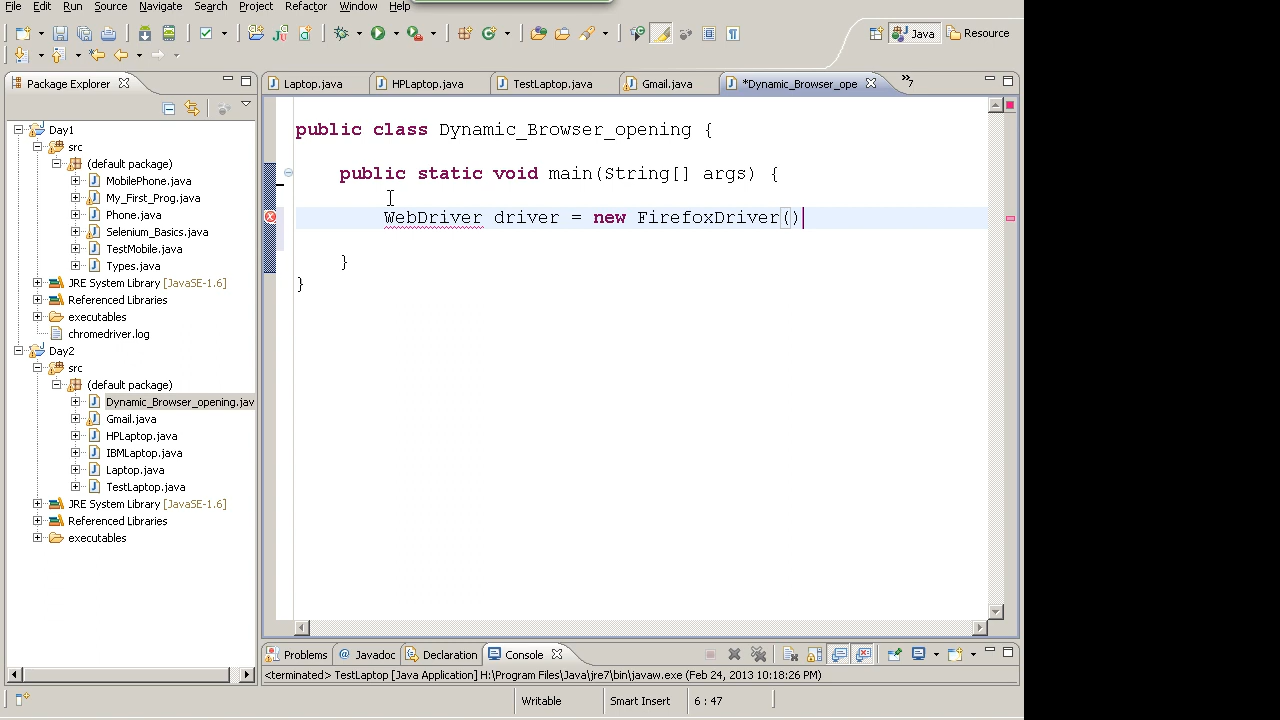 File Edit Run Source Navigate Search Project Refactor Window Help
Java Resource
Package Explorer
Laptop.java HPLaptop.java TestLaptop.java Gmail.java *Dynamic_Browser_ope »7
Day1
src
(default package)
MobilePhone.java
My_First_Prog.java
Phone.java
Selenium_Basics.java
TestMobile.java
Types.java
JRE System Library [JavaSE-1.6]
Referenced Libraries
executables
chromedriver.log
Day2
src
(default package)
Dynamic_Browser_opening.jav
Gmail.java
HPLaptop.java
IBMLaptop.java
Laptop.java
TestLaptop.java
JRE System Library [JavaSE-1.6]
Referenced Libraries
executables
public class Dynamic_Browser_opening {
public static void main(String[] args) {
WebDriver driver = new FirefoxDriver()
}
}
Problems @ Javadoc Declaration Console
<terminated> TestLaptop [Java Application] H:\Program Files\Java\jre7\bin\javaw.exe (Feb 24, 2013 10:18:26 PM)
Writable Smart Insert 6 : 47